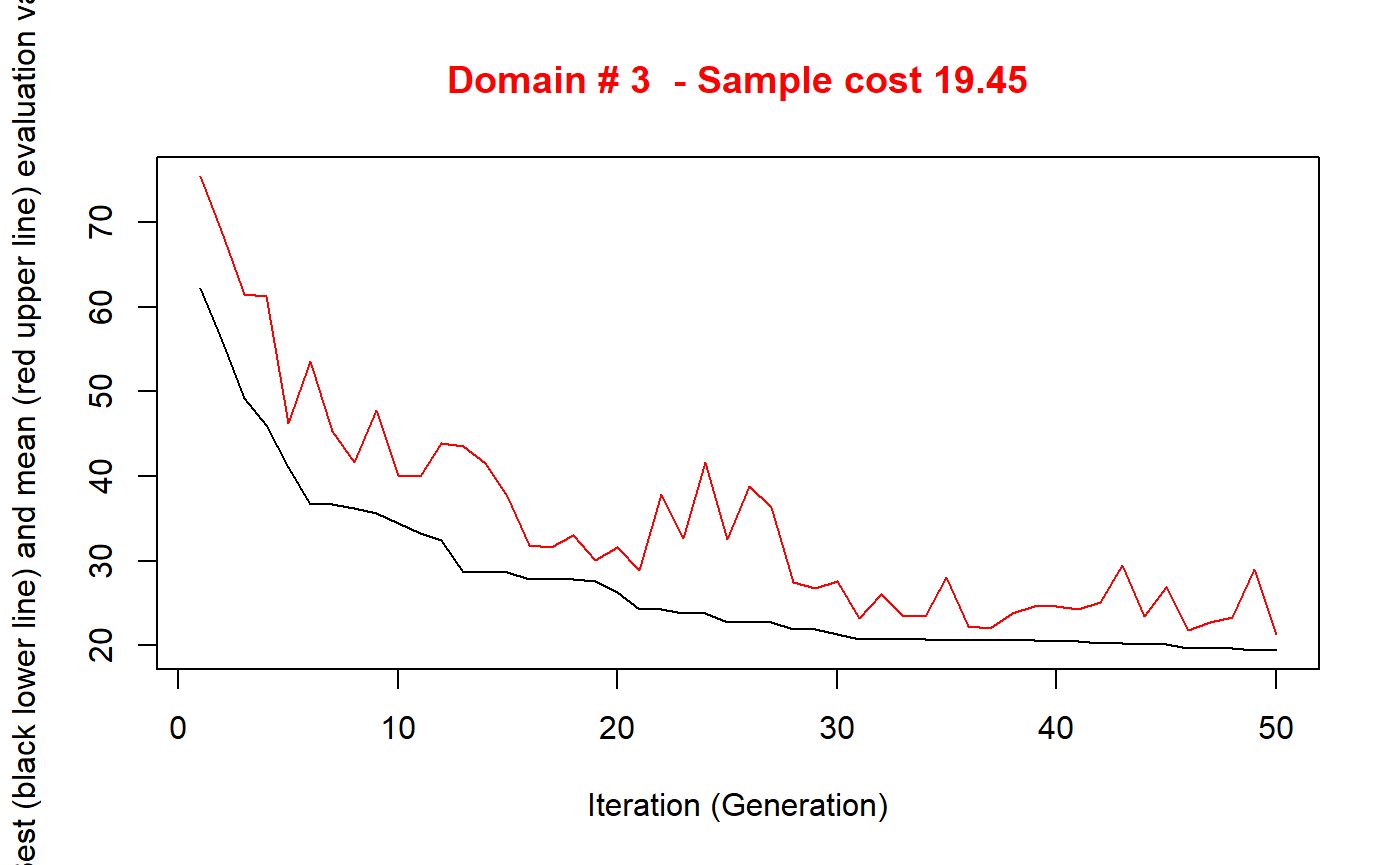 Domain # 3  - Sample cost 19.45
est (black lower line) and mean (red upper line) evaluation
70
60
50
40
30
20
0 10 20 30 40 50
Iteration (Generation)